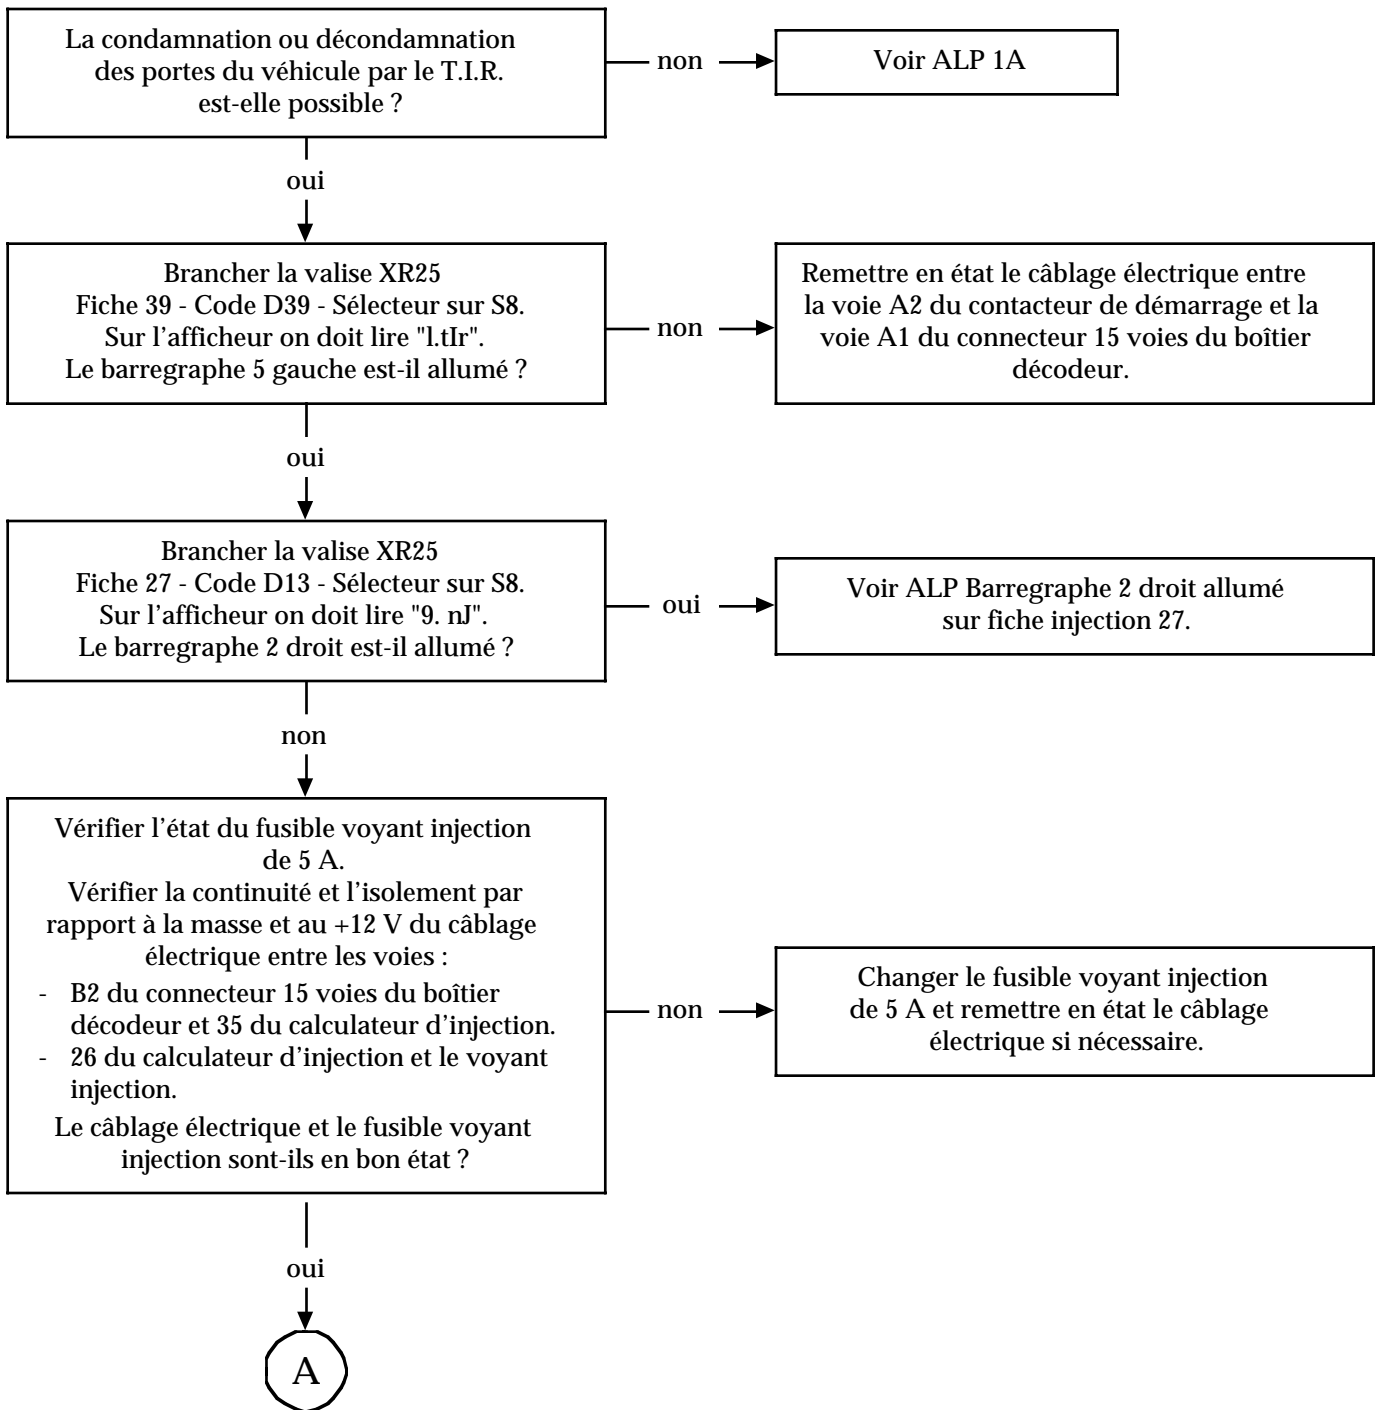 La condamnation ou décondamnation
des portes du véhicule par le T.I.R.
est-elle possible ?
non
Voir ALP 1A
oui
Brancher la valise XR25
Fiche 39 - Code D39 - Sélecteur sur S8.
Sur l'afficheur on doit lire "l.tIr".
Le barregraphe 5 gauche est-il allumé ?
non
Remettre en état le câblage électrique entre
la voie A2 du contacteur de démarrage et la
voie A1 du connecteur 15 voies du boîtier
décodeur.
oui
Brancher la valise XR25
Fiche 27 - Code D13 - Sélecteur sur S8.
Sur l'afficheur on doit lire "9. nJ".
Le barregraphe 2 droit est-il allumé ?
oui
Voir ALP Barregraphe 2 droit allumé
sur fiche injection 27.
non
Vérifier l'état du fusible voyant injection
de 5 A.
Vérifier la continuité et l'isolement par
rapport à la masse et au +12 V du câblage
électrique entre les voies :
- B2 du connecteur 15 voies du boîtier
décodeur et 35 du calculateur d'injection.
- 26 du calculateur d'injection et le voyant
injection.
Le câblage électrique et le fusible voyant
injection sont-ils en bon état ?
non
Changer le fusible voyant injection
de 5 A et remettre en état le câblage
électrique si nécessaire.
oui
A